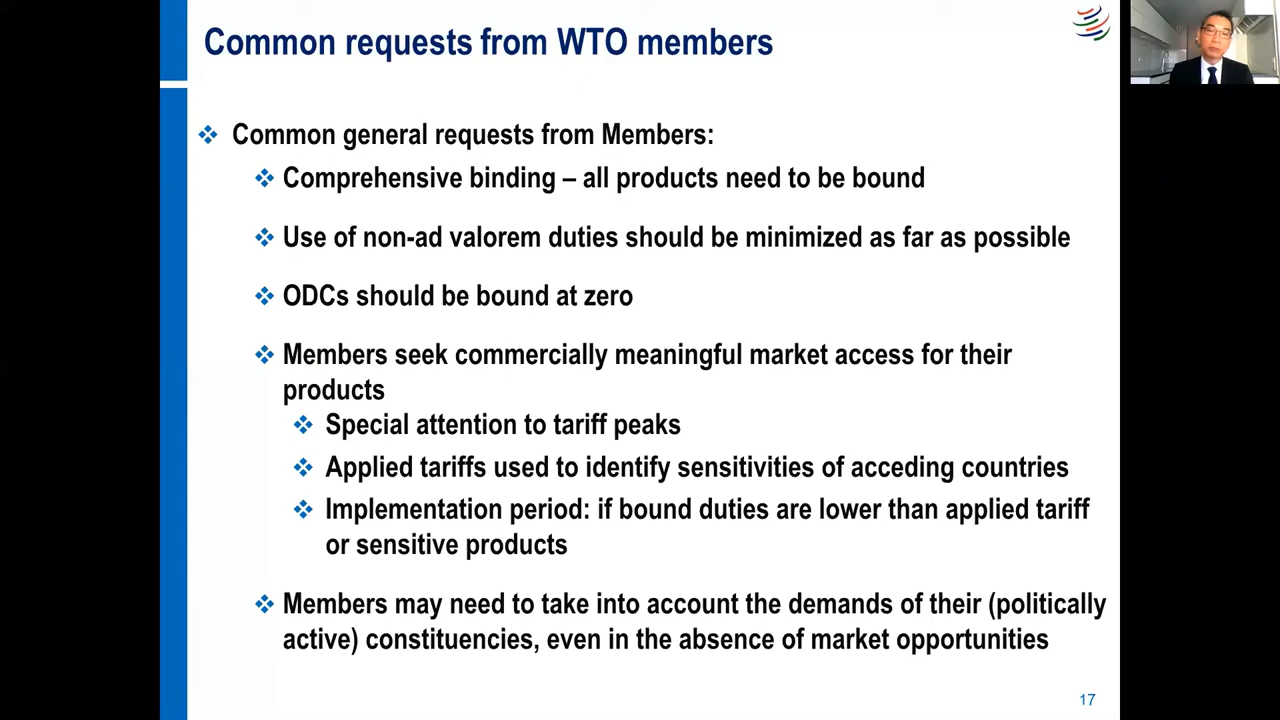 Common requests from WTO members
Common general requests from Members:
Comprehensive binding – all products need to be bound
Use of non-ad valorem duties should be minimized as far as possible
ODCs should be bound at zero
Members seek commercially meaningful market access for their
products
Special attention to tariff peaks
Applied tariffs used to identify sensitivities of acceding countries
Implementation period: if bound duties are lower than applied tariff
or sensitive products
Members may need to take into account the demands of their (politically
active) constituencies, even in the absence of market opportunities
17